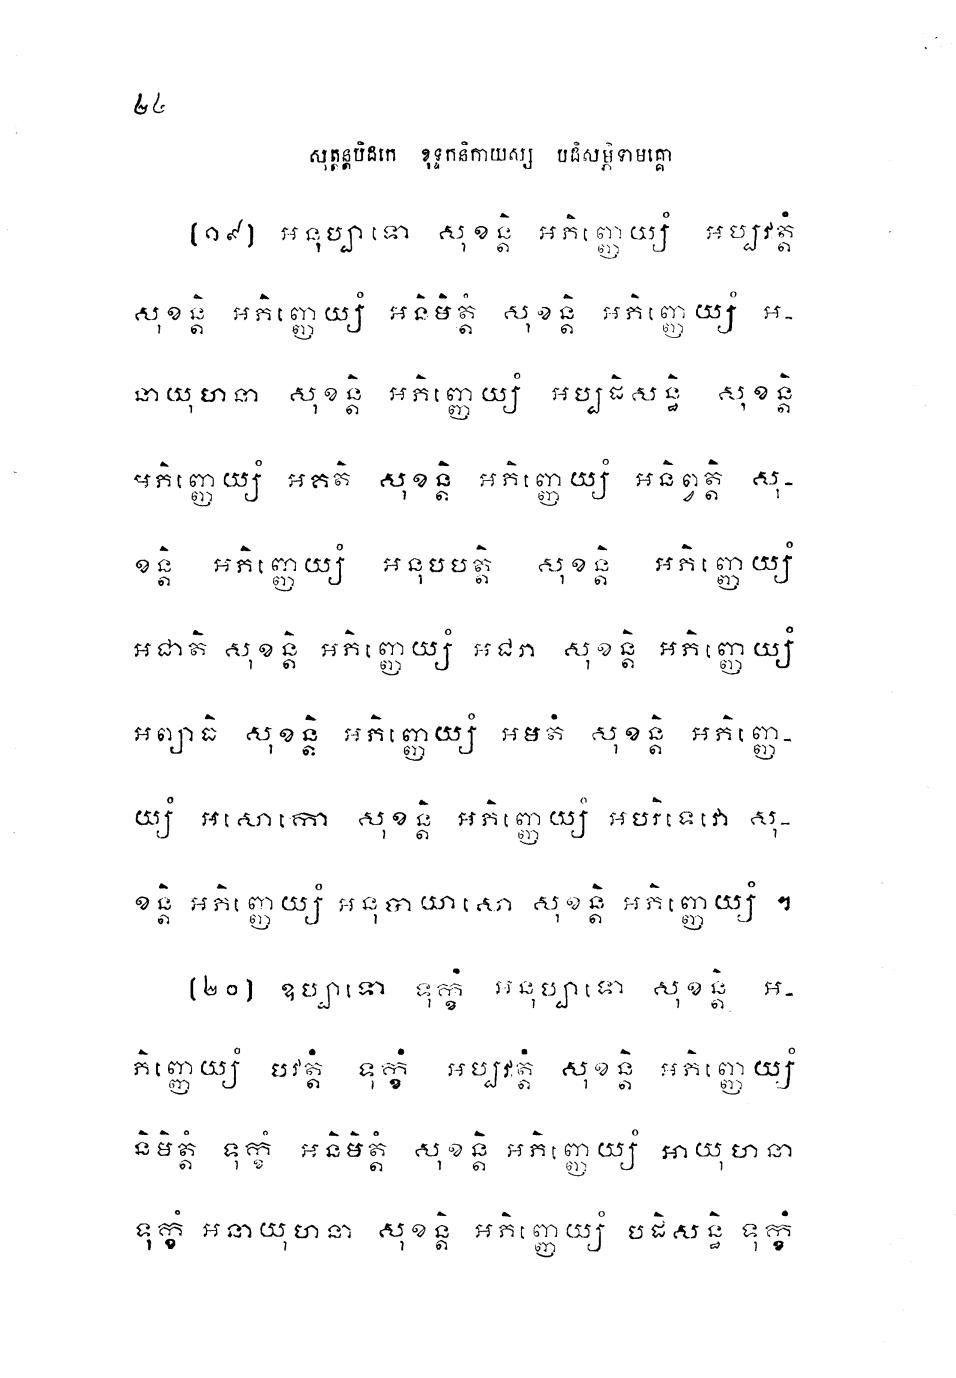 ២៤
សុត្តន្តបិដកេ ខុទ្ទកនិកាយស្ស បដិសម្ភិទាមគ្គោ
(១៩) អនុប្បាទោ សុខន្តិ អភិញ្ញេយ្យំ អប្បវត្តំ
សុខន្តិ អភិញ្ញេយ្យំ អនិមិត្តំ សុខន្តិ អភិញ្ញេយ្យំ អ-
នាយុហនា សុខន្តិ អភិញ្ញេយ្យំ អប្បដិសន្ធិ សុខន្តិ
អភិញ្ញេយ្យំ អគតិ សុខន្តិ អភិញ្ញេយ្យំ អនិព្វត្តិ សុ-
ខន្តិ អភិញ្ញេយ្យំ អនុបបត្តិ សុខន្តិ អភិញ្ញេយ្យំ
អជាតិ សុខន្តិ អភិញ្ញេយ្យំ អជរា សុខន្តិ អភិញ្ញេយ្យំ
អព្យាធិ សុខន្តិ អភិញ្ញេយ្យំ អមតំ សុខន្តិ អភិញ្ញេ-
យ្យំ អសោកោ សុខន្តិ អភិញ្ញេយ្យំ អបរិទេវោ សុ-
ខន្តិ អភិញ្ញេយ្យំ អនុបាយាសោ សុខន្តិ អភិញ្ញេយ្យំ ។
(២០) ឧប្បាទោ ទុក្ខំ អនុប្បាទោ សុខន្តិ អ-
ភិញ្ញេយ្យំ បវត្តំ ទុក្ខំ អប្បវត្តំ សុខន្តិ អភិញ្ញេយ្យំ
និមិត្តំ ទុក្ខំ អនិមិត្តំ សុខន្តិ អភិញ្ញេយ្យំ អាយុហនា
ទុក្ខំ អនាយុហនា សុខន្តិ អភិញ្ញេយ្យំ បដិសន្ធិ ទុក្ខំ